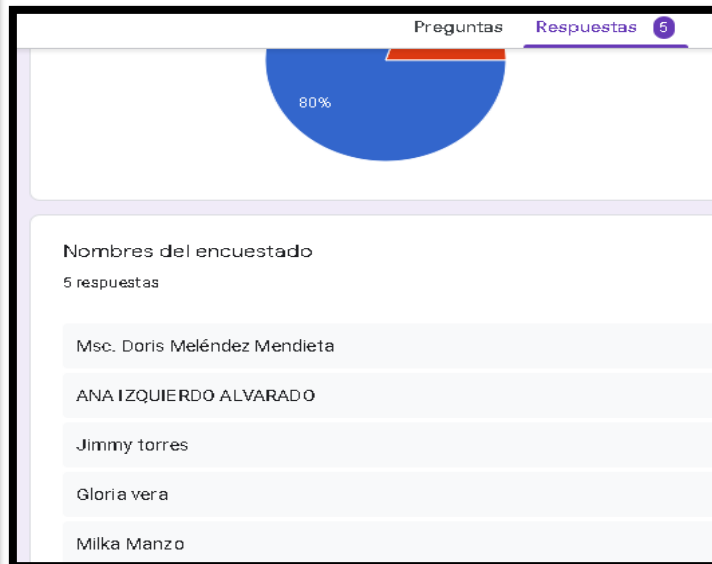 Preguntas Respuestas 5
80%
Nombres del encuestado
5 respuestas
Msc. Doris Meléndez Mendieta
ANA IZQUIERDO ALVARADO
Jimmy torres
Gloria vera
Milka Manzo